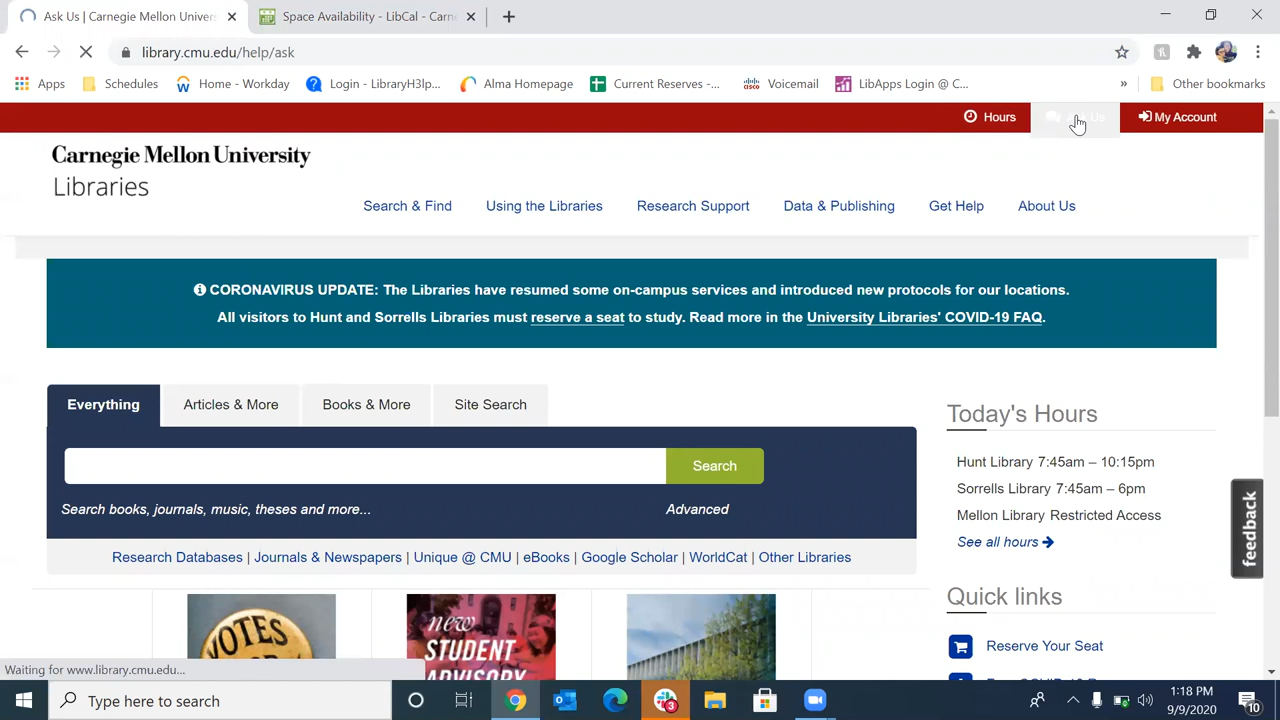 Ask Us | Carnegie Mellon Univers
Space Availability - LibCal - Carne
library.cmu.edu/help/ask
Apps
Schedules
Home - Workday
Login - LibraryH3lp...
Alma Homepage
Current Reserves -...
Voicemail
LibApps Login @ C...
»
Other bookmarks
Hours
My Account
Carnegie Mellon University
Libraries
Search & Find
Using the Libraries
Research Support
Data & Publishing
Get Help
About Us
CORONAVIRUS UPDATE: The Libraries have resumed some on-campus services and introduced new protocols for our locations.
All visitors to Hunt and Sorrells Libraries must reserve a seat to study. Read more in the University Libraries' COVID-19 FAQ.
Everything
Articles & More
Books & More
Site Search
Search
Search books, journals, music, theses and more...
Advanced
Research Databases | Journals & Newspapers | Unique @ CMU | eBooks | Google Scholar | WorldCat | Other Libraries
Today's Hours
Hunt Library 7:45am – 10:15pm
Sorrells Library 7:45am – 6pm
Mellon Library Restricted Access
See all hours
feedback
Quick links
Reserve Your Seat
VOTES
new
STUDENT
ADVISORY
Waiting for www.library.cmu.edu...
Type here to search
3
1:18 PM
9/9/2020
10